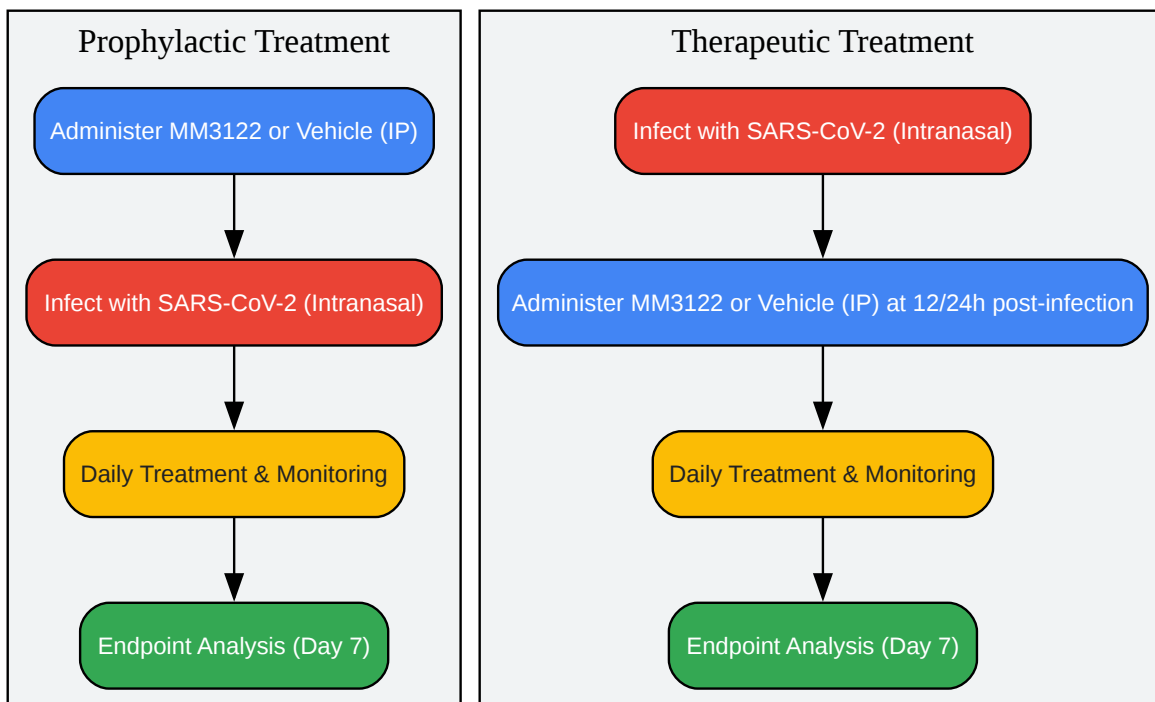 Prophylactic Treatment
Administer MM3122 or Vehicle (IP)
Infect with SARS-CoV-2 (Intranasal)
Daily Treatment & Monitoring
Endpoint Analysis (Day 7)
Therapeutic Treatment
Infect with SARS-CoV-2 (Intranasal)
Administer MM3122 or Vehicle (IP) at 12/24h post-infection
Daily Treatment & Monitoring
Endpoint Analysis (Day 7)